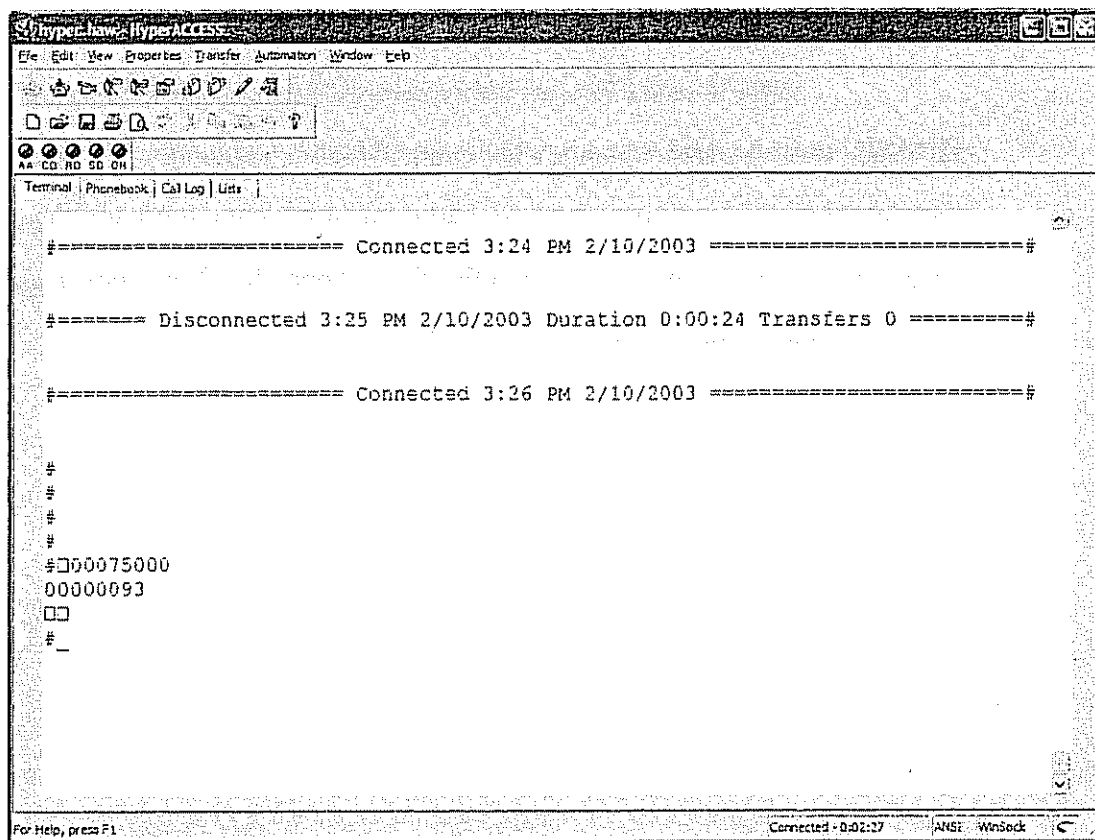 HyperACCESS
File Edit View Properties Transfer Automation Window Help
AA CD RD SD OH
Terminal Phonebook Call Log Lists
#====================== Connected 3:24 PM 2/10/2003 ========================#
#======= Disconnected 3:25 PM 2/10/2003 Duration 0:00:24 Transfers 0 =========#
#====================== Connected 3:26 PM 2/10/2003 ========================#
#
#
#
#
#□00075000
00000093
□□
#_
For Help, press F1 Connected - 0:02:27 ANSI WinSock